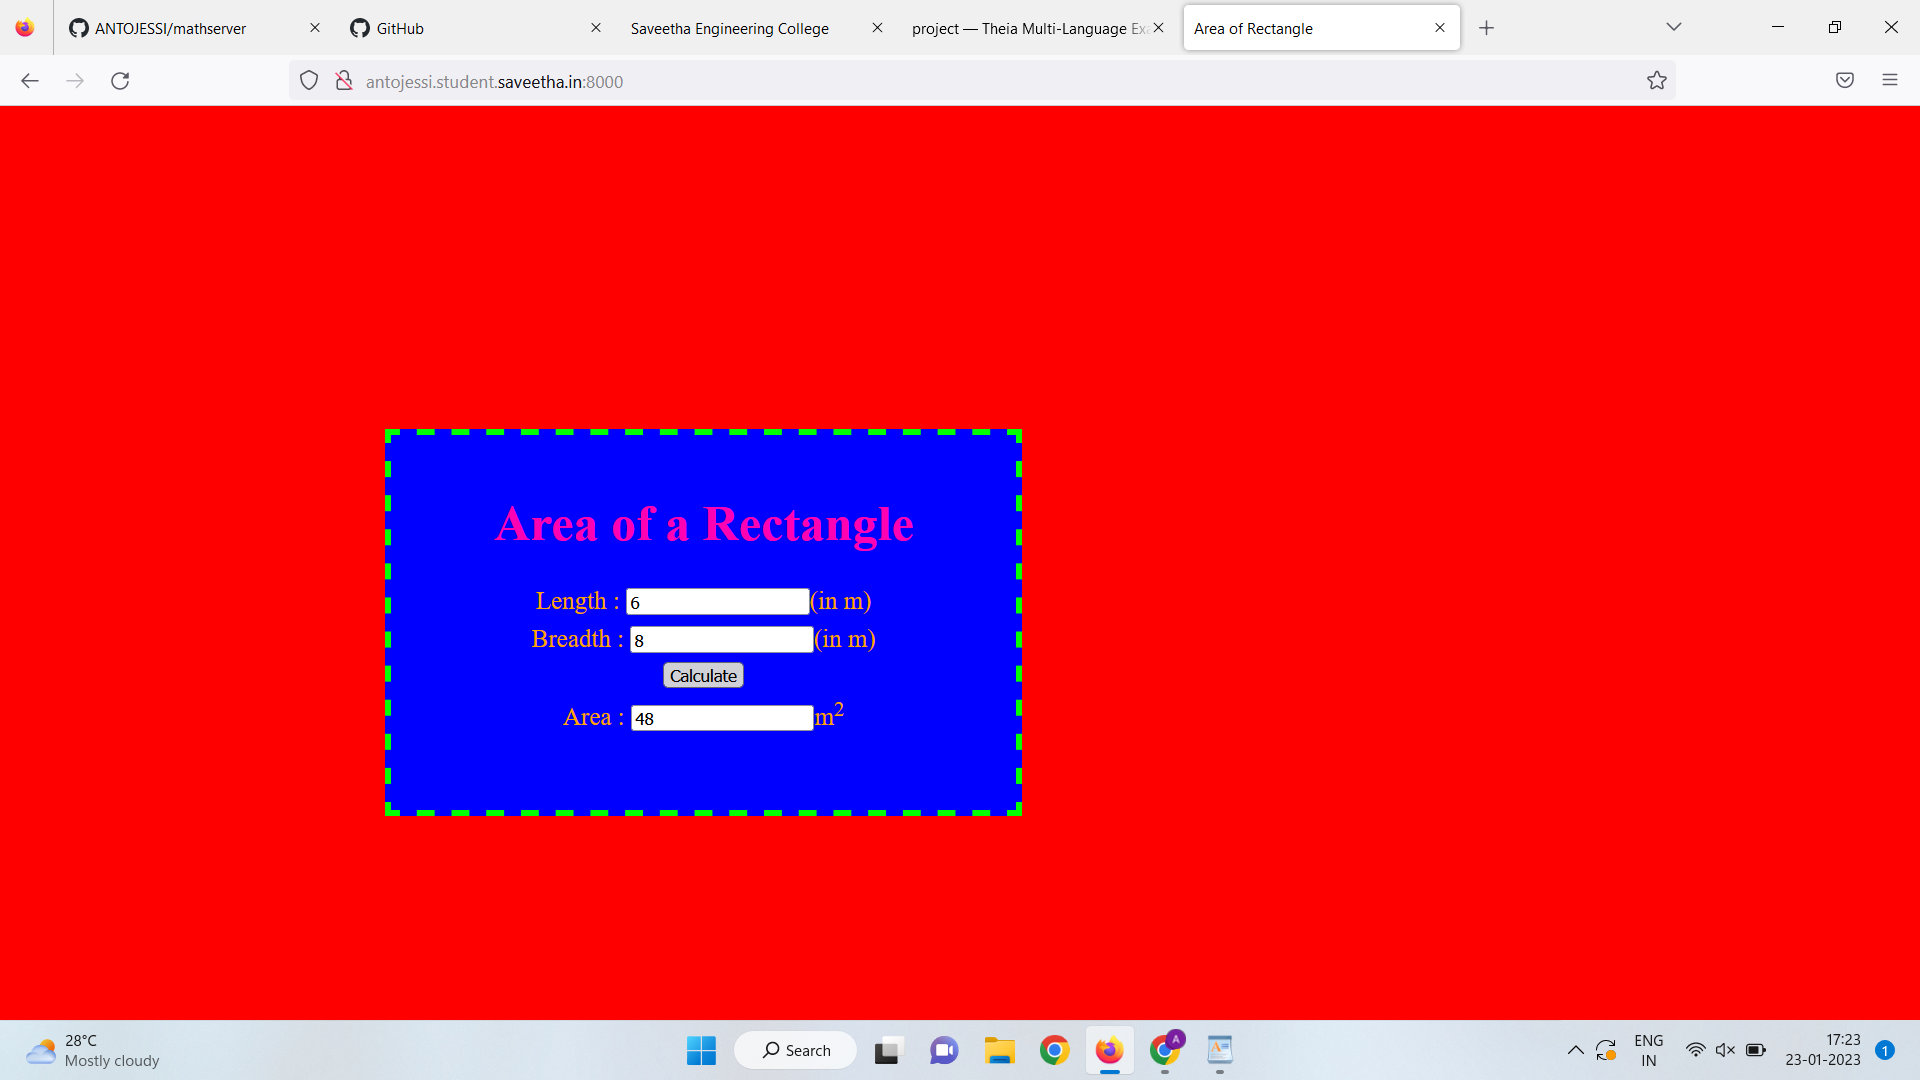 ANTOJESSI/mathserver
GitHub
Saveetha Engineering College
project — Theia Multi-Language Ex
Area of Rectangle
antojessi.student.saveetha.in:8000
Area of a Rectangle
Length : 6 (in m)
Breadth : 8 (in m)
Calculate
Area : 48 m²
28°C
Mostly cloudy
Search
A
ENG
IN
17:23
23-01-2023
1